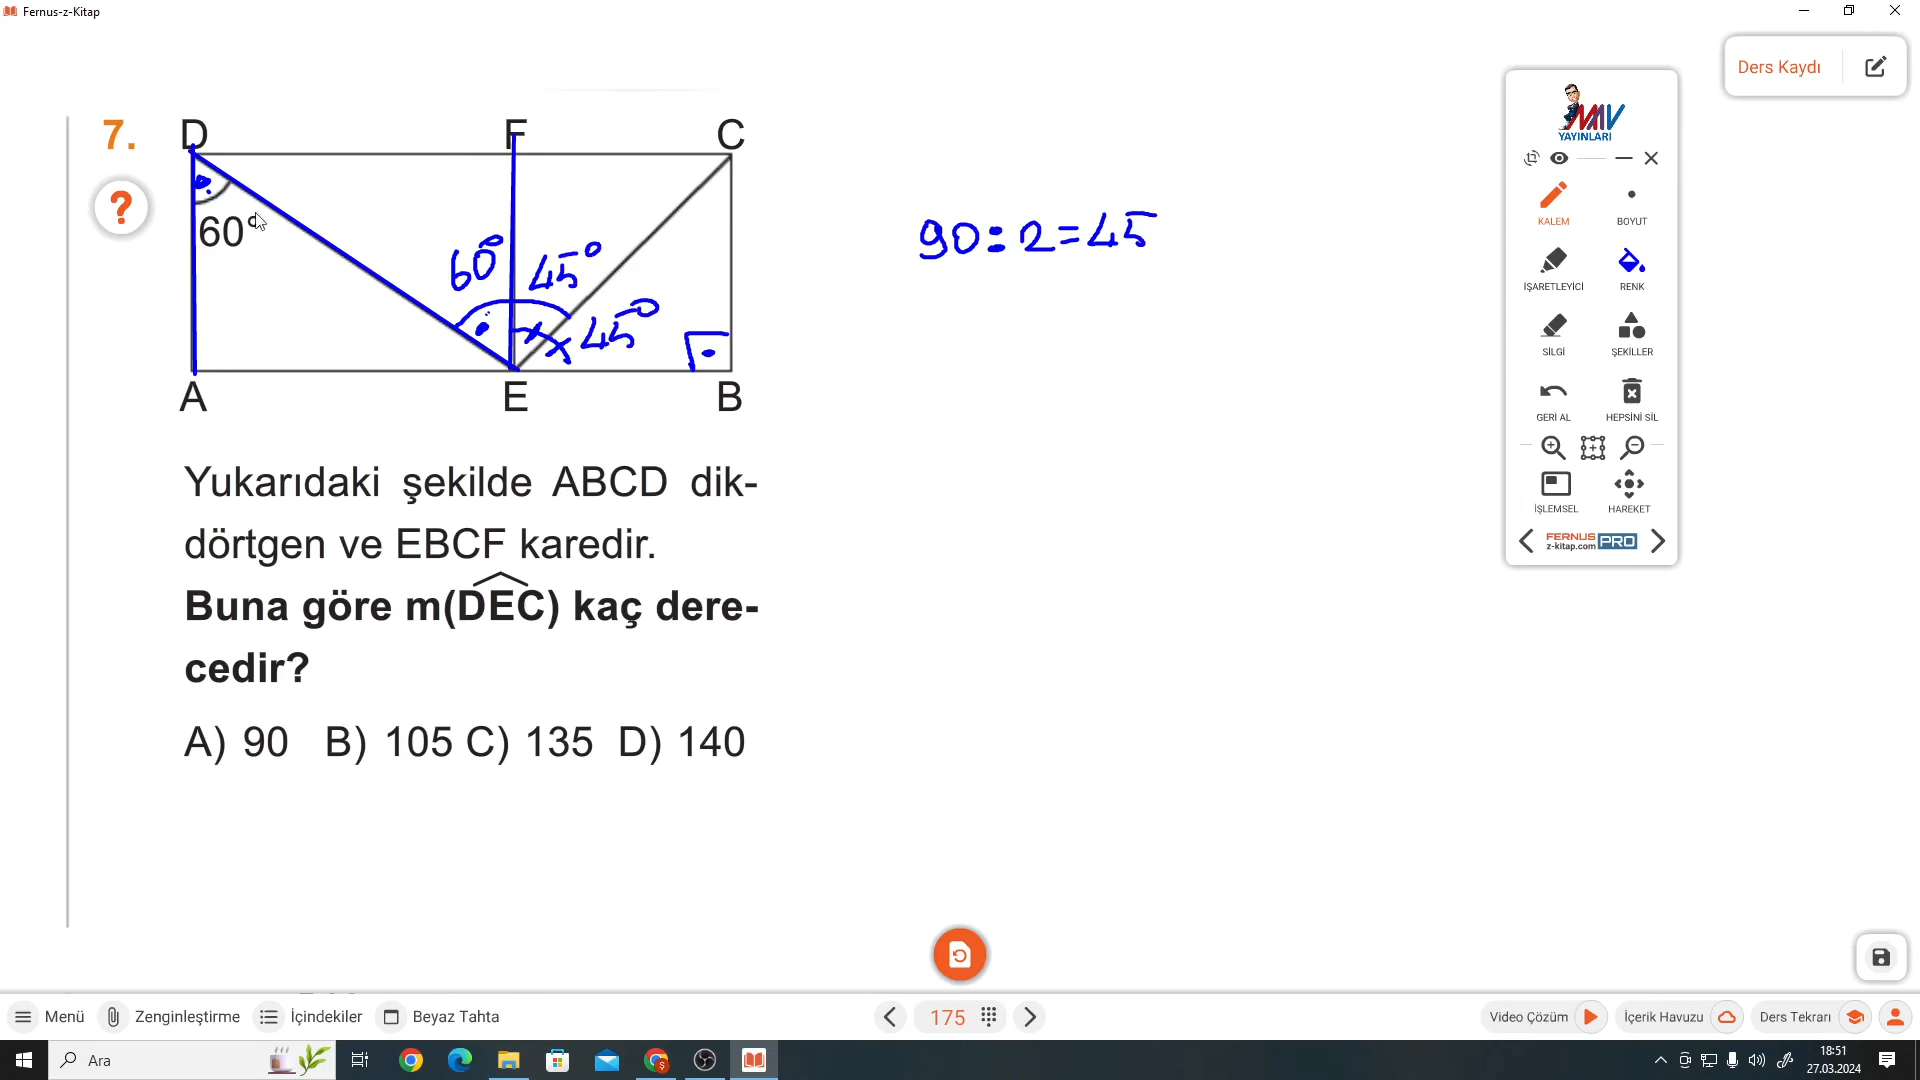 Fernus-z-Kitap
Ders Kaydı
7.
D F C
60°
60° 45°
45°
A E B
90:2=45
Yukarıdaki şekilde ABCD dik-
dörtgen ve EBCF karedir.
Buna göre m(DEC) kaç dere-
cedir?
A) 90 B) 105 C) 135 D) 140
MAV
YAYINLARI
KALEM BOYUT
İŞARETLEYİCİ RENK
SİLGİ ŞEKİLLER
GERİ AL HEPSİNİ SİL
İŞLEMSEL HAREKET
FERNUS
z-kitap.com PRO
Menü Zenginleştirme İçindekiler Beyaz Tahta 175 Video Çözüm İçerik Havuzu Ders Tekrarı
Ara
18:51
27.03.2024